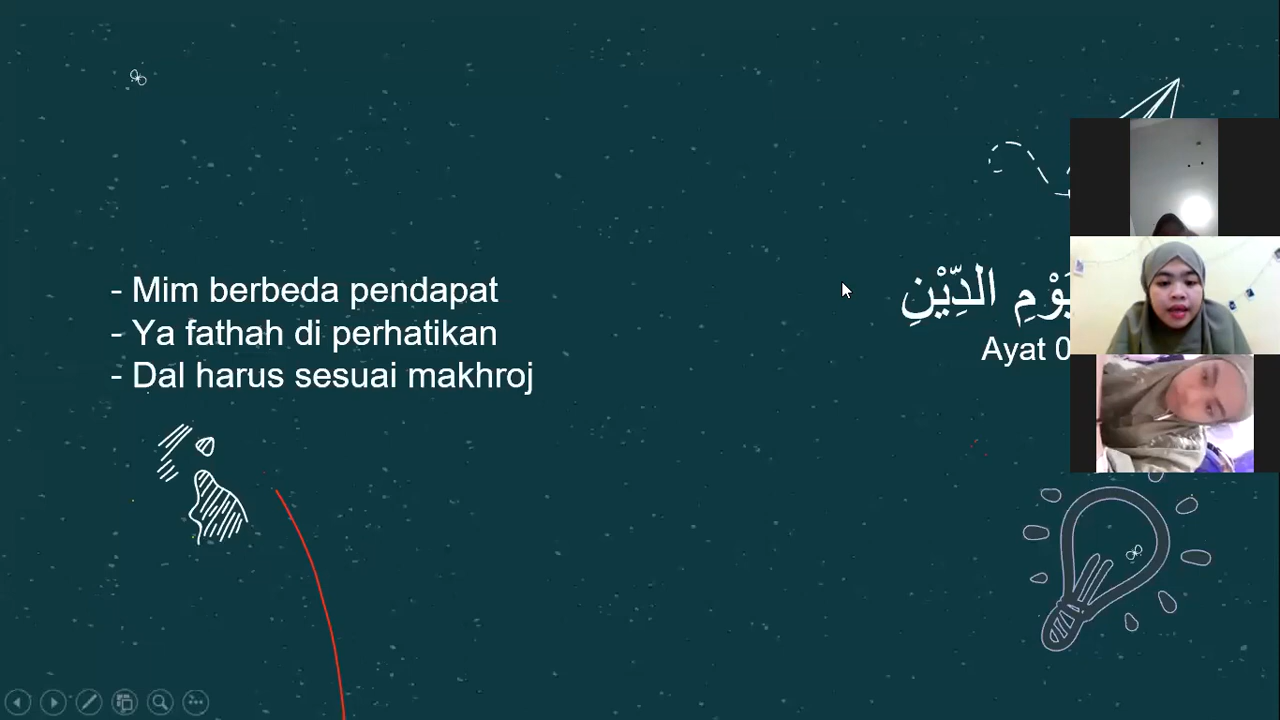 - Mim berbeda pendapat
- Ya fathah di perhatikan
- Dal harus sesuai makhroj
الدِّيْنِ
Ayat 0